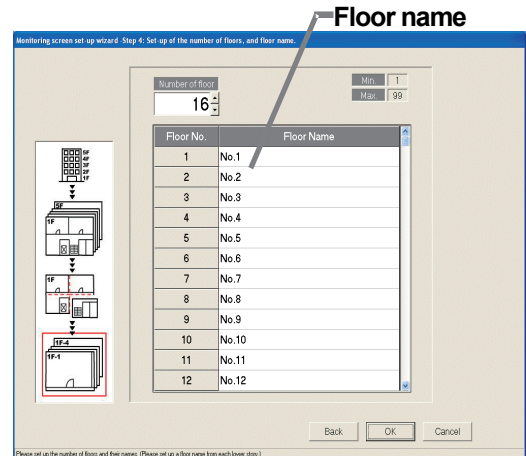 Floor name
Monitoring screen set-up wizard -Step 4: Set-up of the number of floors, and floor name.
Number of floor
16
Min. 1
Max. 99
Floor No. Floor Name
1 No.1
2 No.2
3 No.3
4 No.4
5 No.5
6 No.6
7 No.7
8 No.8
9 No.9
10 No.10
11 No.11
12 No.12
5F
4F
3F
2F
1F
5F
1F
1F
1F-4
1F-1
Back OK Cancel
Please set up the number of floors and their names. (Please set up a floor name from each lower story.)